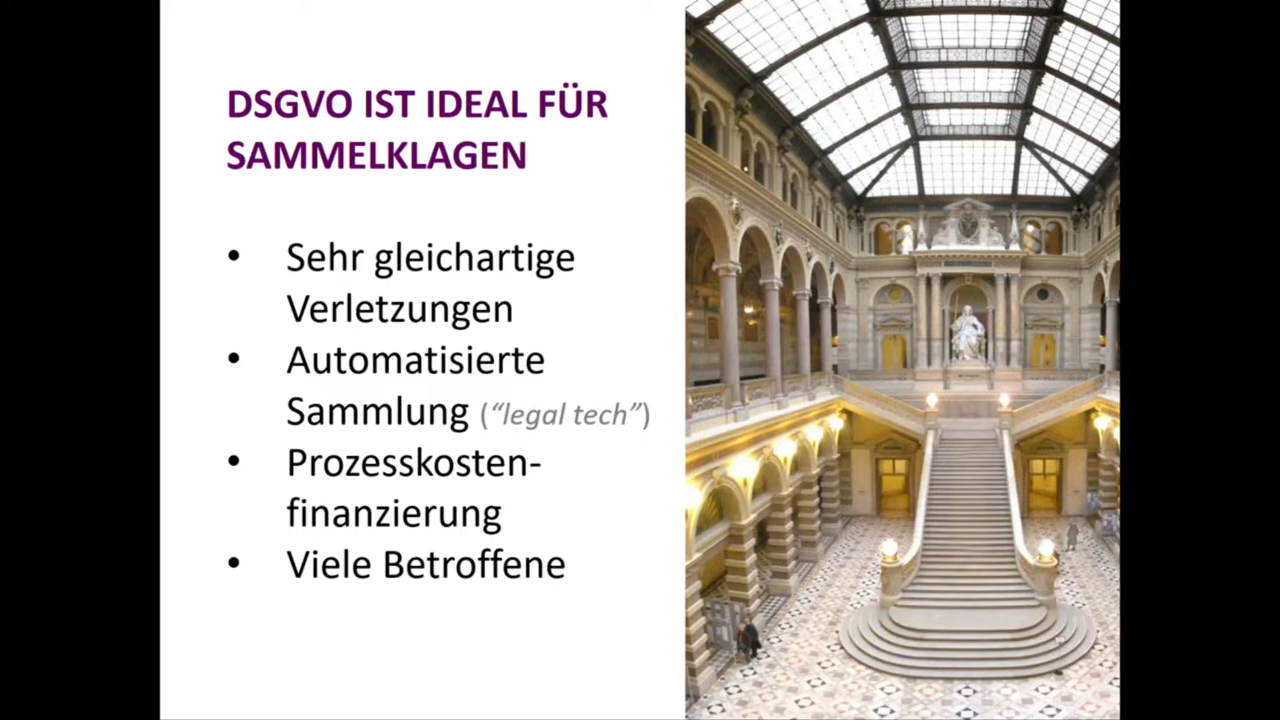 DSGVO IST IDEAL FÜR
SAMMELKLAGEN
• Sehr gleichartige
Verletzungen
• Automatisierte
Sammlung (“legal tech”)
• Prozesskosten-
finanzierung
• Viele Betroffene